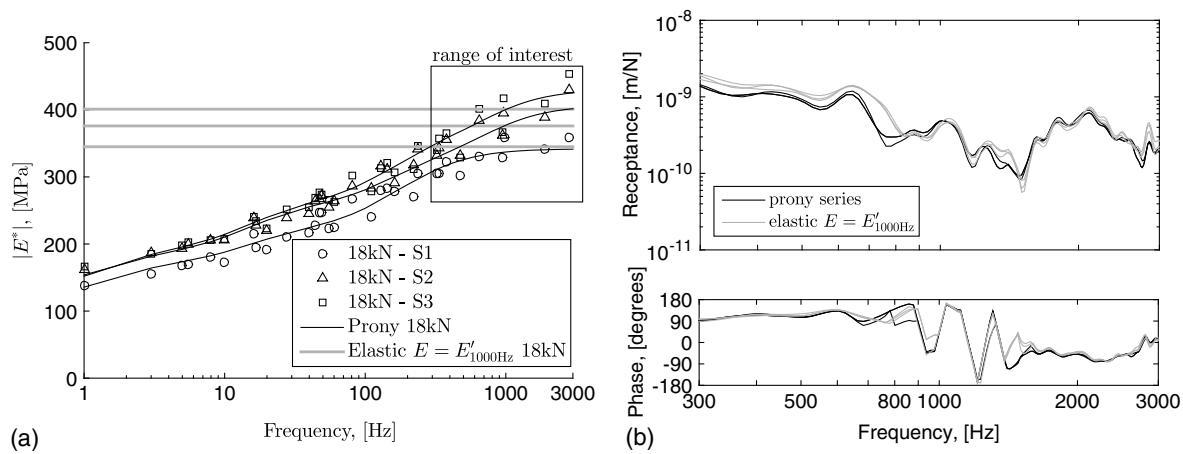 range of interest
500
400
300
200
100
0
|E*|, [MPa]
18kN - S1
18kN - S2
18kN - S3
Prony 18kN
Elastic E = E′1000Hz 18kN
1
10
100
1000
3000
Frequency, [Hz]
(a)
10-8
10-9
10-10
10-11
Receptance, [m/N]
prony series
elastic E = E′1000Hz
180
90
0
-90
-180
Phase, [degrees]
300
500
800
1000
2000
3000
Frequency, [Hz]
(b)